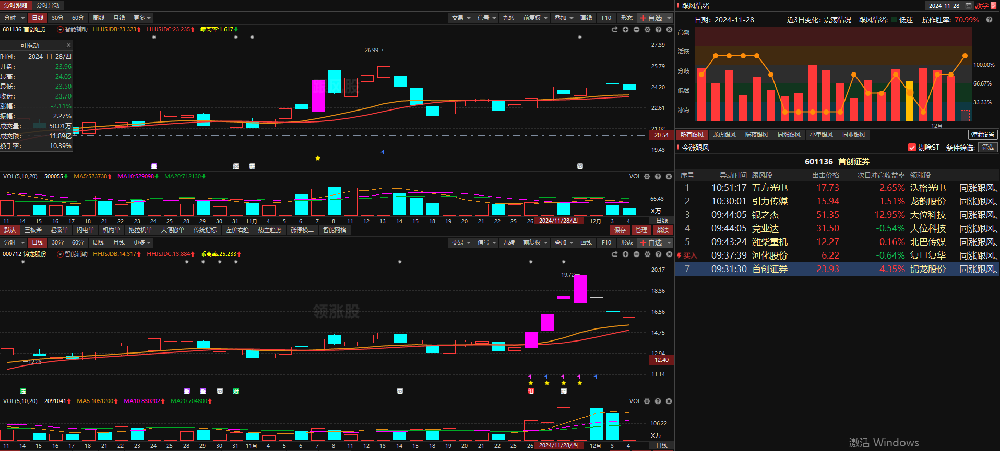 分时跟随 分时异动
分时 日线 30分 60分 周线 月线 更多 交易 信号 九转 前复权 叠加 画线 F10 形态 自选
601136 首创证券 智能辅助 HHJSJDB:23.323 HHJSJDC:23.235 乖离率:1.617
可拖动
时间: 2024-11-28/四
开盘: 23.96
最高: 24.05
最低: 23.50
收盘: 23.70
涨幅: -2.11%
振幅: 2.27%
成交量: 50.01万
成交额: 11.89亿
换手率: 10.39%
26.99
跟风股
27.39
25.79
24.20
22.61
21.02
20.54
19.43
VOL(5,10,20) 500055 MA5:523738 MA10:529098 MA20:712130 VOL
66.43
X万
11 14 15 16 17 18 21 22 23 24 25 28 29 30 31 11月 4 5 6 7 8 11 12 13 14 15 18 19 20 21 22 25 26 2024/11/28/四 12月 3 4 日线
默认 三板斧 超级单 闪电单 机构单 拖拉机单 大笔撤单 传统指标 左价右趋 热主趋势 涨停横二 智能网格 保存 管理 战法
分时 日线 30分 60分 周线 月线 更多 交易 信号 九转 前复权 叠加 画线 F10 形态 自选
000712 锦龙股份 智能辅助 HHJSJDB:14.317 HHJSJDC:13.884 乖离率:25.233
19.72
领涨股
12.23
20.17
18.36
16.56
14.75
12.94
12.40
11.14
财
组
VOL(5,10,20) 2091041 MA5:1051200 MA10:830202 MA20:704800 VOL
106.22
X万
11 14 15 16 17 18 21 22 23 24 25 28 29 30 31 11月 4 5 6 7 8 11 12 13 14 15 18 19 20 21 22 25 26 2024/11/28/四 12月 3 4 日线
跟风情绪 2024-11-28 教学
日期: 2024-11-28 近3日变化: 震荡情况 跟风情绪: 低迷 操作胜率: 70.99%
高潮
活跃
分歧
低迷
冰点
100.00%
66.67%
33.33%
12月
所有跟风 龙虎跟风 隔夜跟风 同涨跟风 小单跟风 同业跟风 弹窗设置
今涨跟风 剔除ST 条件筛选: 筛选
601136 首创证券
序号 异动时间 跟风股 出击价格 次日冲高收益率 领涨股
1 10:51:17 五方光电 17.73 2.65% 沃格光电 同涨跟风、
2 10:30:01 引力传媒 15.94 1.51% 龙韵股份 同涨跟风、
3 09:44:05 银之杰 51.35 12.95% 大位科技 同涨跟风、
4 09:44:05 竞业达 31.50 -0.54% 大位科技 同涨跟风、
5 09:43:24 潍柴重机 12.27 0.16% 北巴传媒 同涨跟风、
买入 09:37:39 河化股份 6.22 -0.64% 复旦复华 同涨跟风、
7 09:31:30 首创证券 23.93 4.35% 锦龙股份 同涨跟风、
激活 Windows